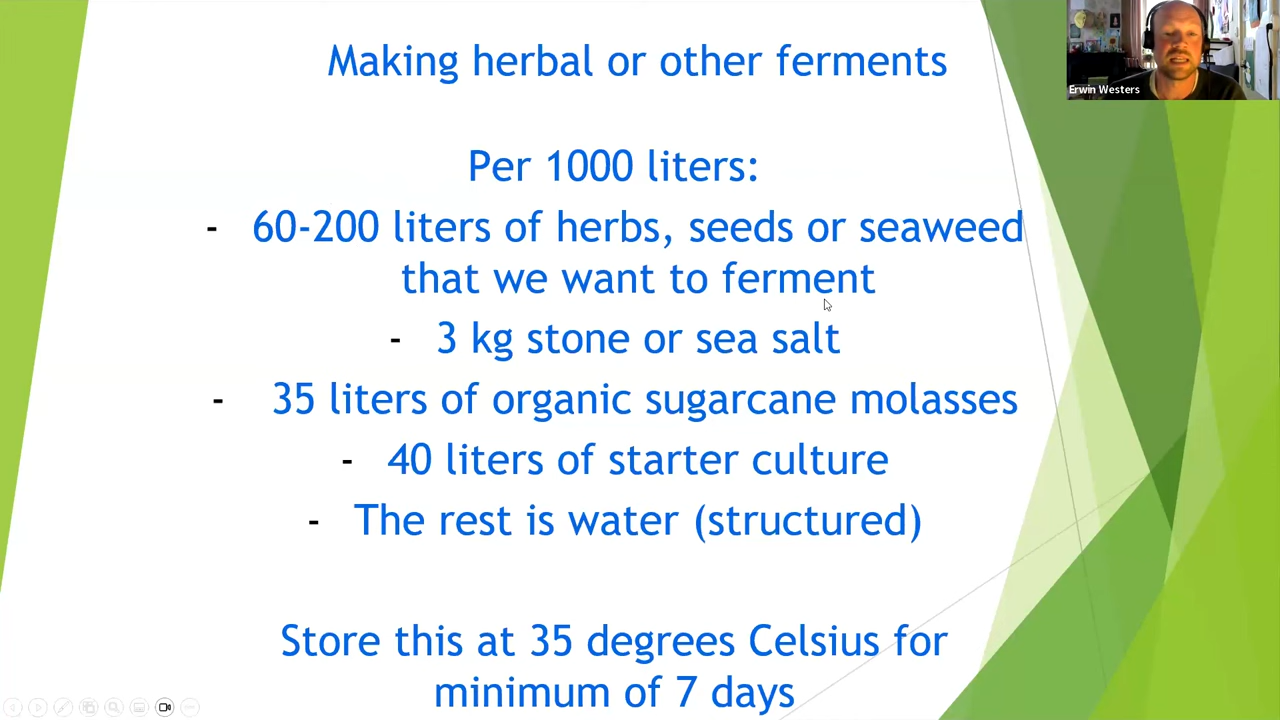 Making herbal or other ferments
Erwin Westers
Per 1000 liters:
- 60-200 liters of herbs, seeds or seaweed
that we want to ferment
- 3 kg stone or sea salt
- 35 liters of organic sugarcane molasses
- 40 liters of starter culture
- The rest is water (structured)
Store this at 35 degrees Celsius for
minimum of 7 days